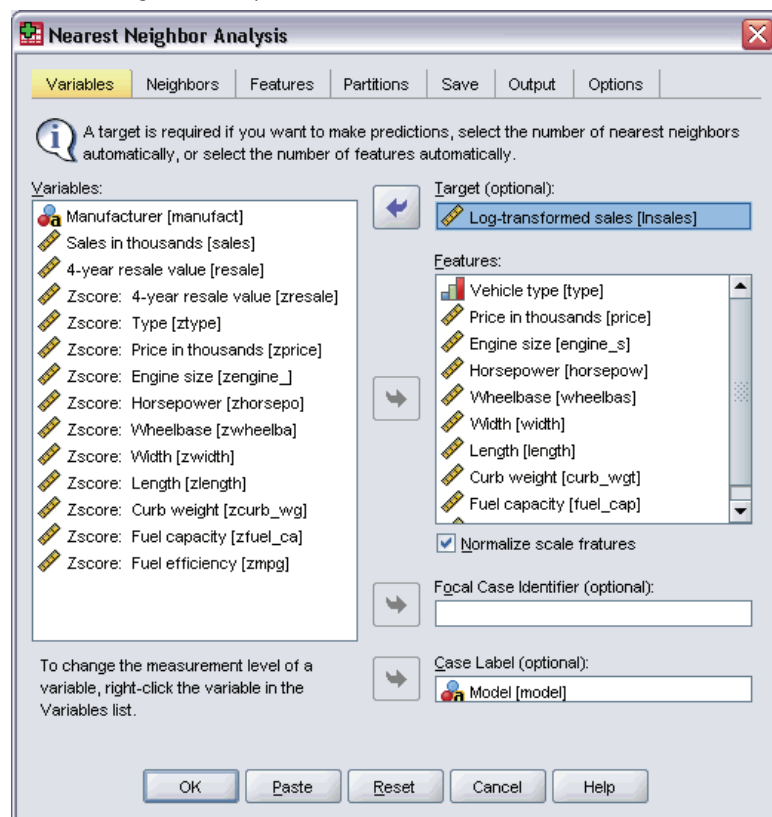 Nearest Neighbor Analysis
Variables Neighbors Features Partitions Save Output Options
A target is required if you want to make predictions, select the number of nearest neighbors
automatically, or select the number of features automatically.
Variables:
Manufacturer [manufact]
Sales in thousands [sales]
4-year resale value [resale]
Zscore: 4-year resale value [zresale]
Zscore: Type [ztype]
Zscore: Price in thousands [zprice]
Zscore: Engine size [zengine_]
Zscore: Horsepower [zhorsepo]
Zscore: Wheelbase [zwheelba]
Zscore: Width [zwidth]
Zscore: Length [zlength]
Zscore: Curb weight [zcurb_wg]
Zscore: Fuel capacity [zfuel_ca]
Zscore: Fuel efficiency [zmpg]
To change the measurement level of a
variable, right-click the variable in the
Variables list.
Target (optional):
Log-transformed sales [lnsales]
Features:
Vehicle type [type]
Price in thousands [price]
Engine size [engine_s]
Horsepower [horsepow]
Wheelbase [wheelbas]
Width [width]
Length [length]
Curb weight [curb_wgt]
Fuel capacity [fuel_cap]
Normalize scale fratures
Focal Case Identifier (optional):
Case Label (optional):
Model [model]
OK Paste Reset Cancel Help